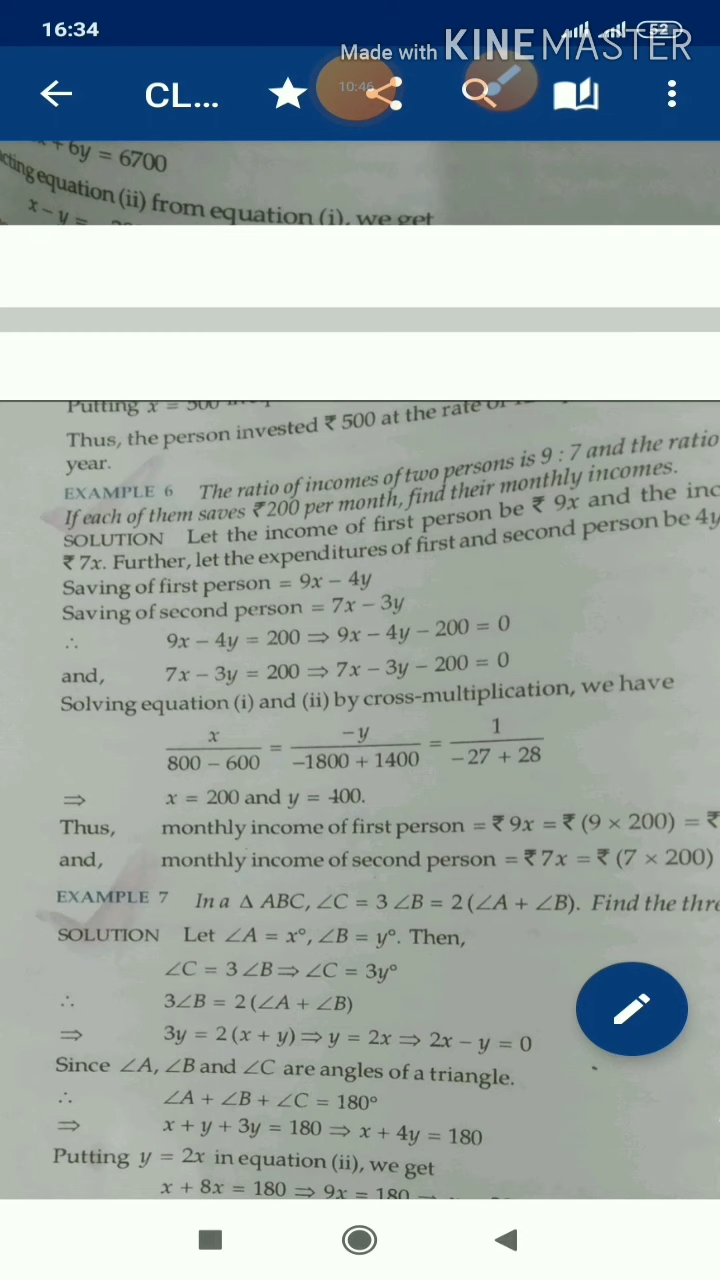 16:34
52
Made with KINEMASTER
CL...
10:46
+ 6y = 6700
equation (ii) from equation (i), we get
x − y =
Putting x = 500
Thus, the person invested ₹ 500 at the rate of
year.
EXAMPLE 6 The ratio of incomes of two persons is 9 : 7 and the ratio
If each of them saves ₹200 per month, find their monthly incomes.
SOLUTION Let the income of first person be ₹ 9x and the inc
₹ 7x. Further, let the expenditures of first and second person be 4y
Saving of first person = 9x − 4y
Saving of second person = 7x − 3y
∴ 9x − 4y = 200 ⇒ 9x − 4y − 200 = 0
and, 7x − 3y = 200 ⇒ 7x − 3y − 200 = 0
Solving equation (i) and (ii) by cross-multiplication, we have
x/(800 − 600) = −y/(−1800 + 1400) = 1/(−27 + 28)
⇒ x = 200 and y = 400.
Thus, monthly income of first person = ₹ 9x = ₹ (9 × 200) = ₹
and, monthly income of second person = ₹ 7x = ₹ (7 × 200)
EXAMPLE 7 In a Δ ABC, ∠C = 3 ∠B = 2 (∠A + ∠B). Find the thre
SOLUTION Let ∠A = x°, ∠B = y°. Then,
∠C = 3 ∠B ⇒ ∠C = 3y°
∴ 3∠B = 2 (∠A + ∠B)
⇒ 3y = 2 (x + y) ⇒ y = 2x ⇒ 2x − y = 0
Since ∠A, ∠B and ∠C are angles of a triangle.
∴ ∠A + ∠B + ∠C = 180°
⇒ x + y + 3y = 180 ⇒ x + 4y = 180
Putting y = 2x in equation (ii), we get
x + 8x = 180 ⇒ 9x = 180